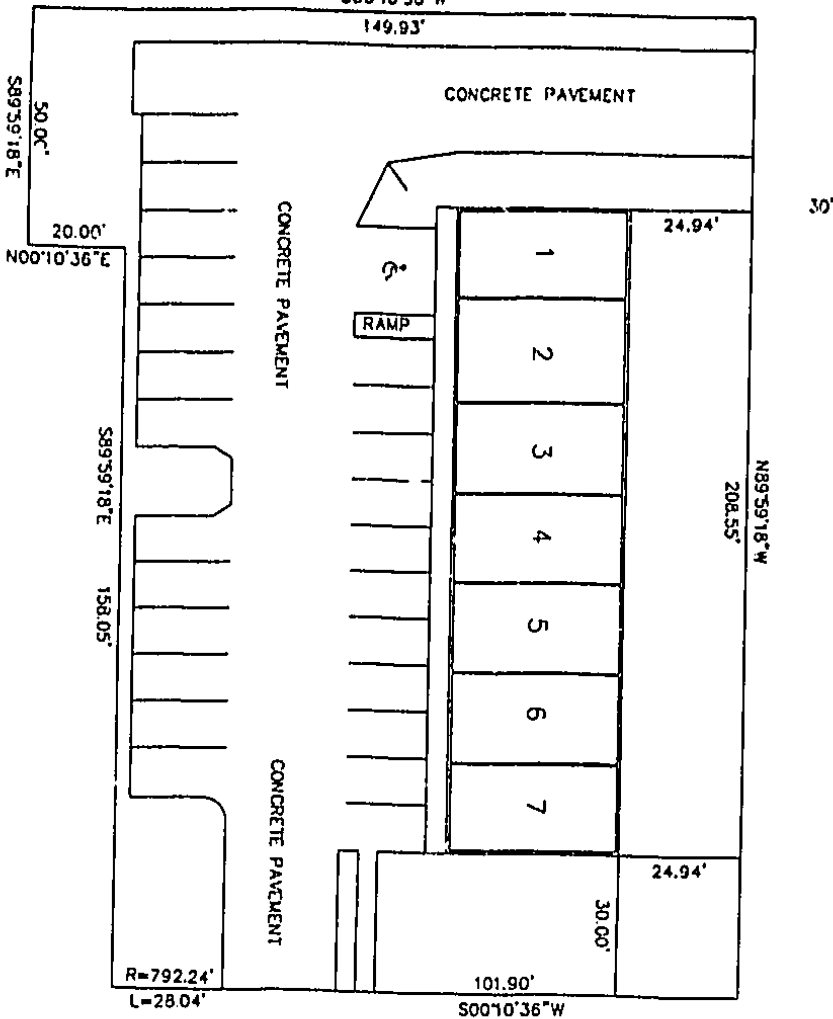 149.93'
CONCRETE PAVEMENT
S89°59'18"E
50.00'
30'
20.00'
N00°10'36"E
24.94'
CONCRETE PAVEMENT
1
RAMP
2
3
4
5
6
7
N89°59'18"W
208.55'
S89°59'18"E
158.05'
CONCRETE PAVEMENT
24.94'
30.00'
R=792.24'
L=28.04'
101.90'
S00°10'36"W